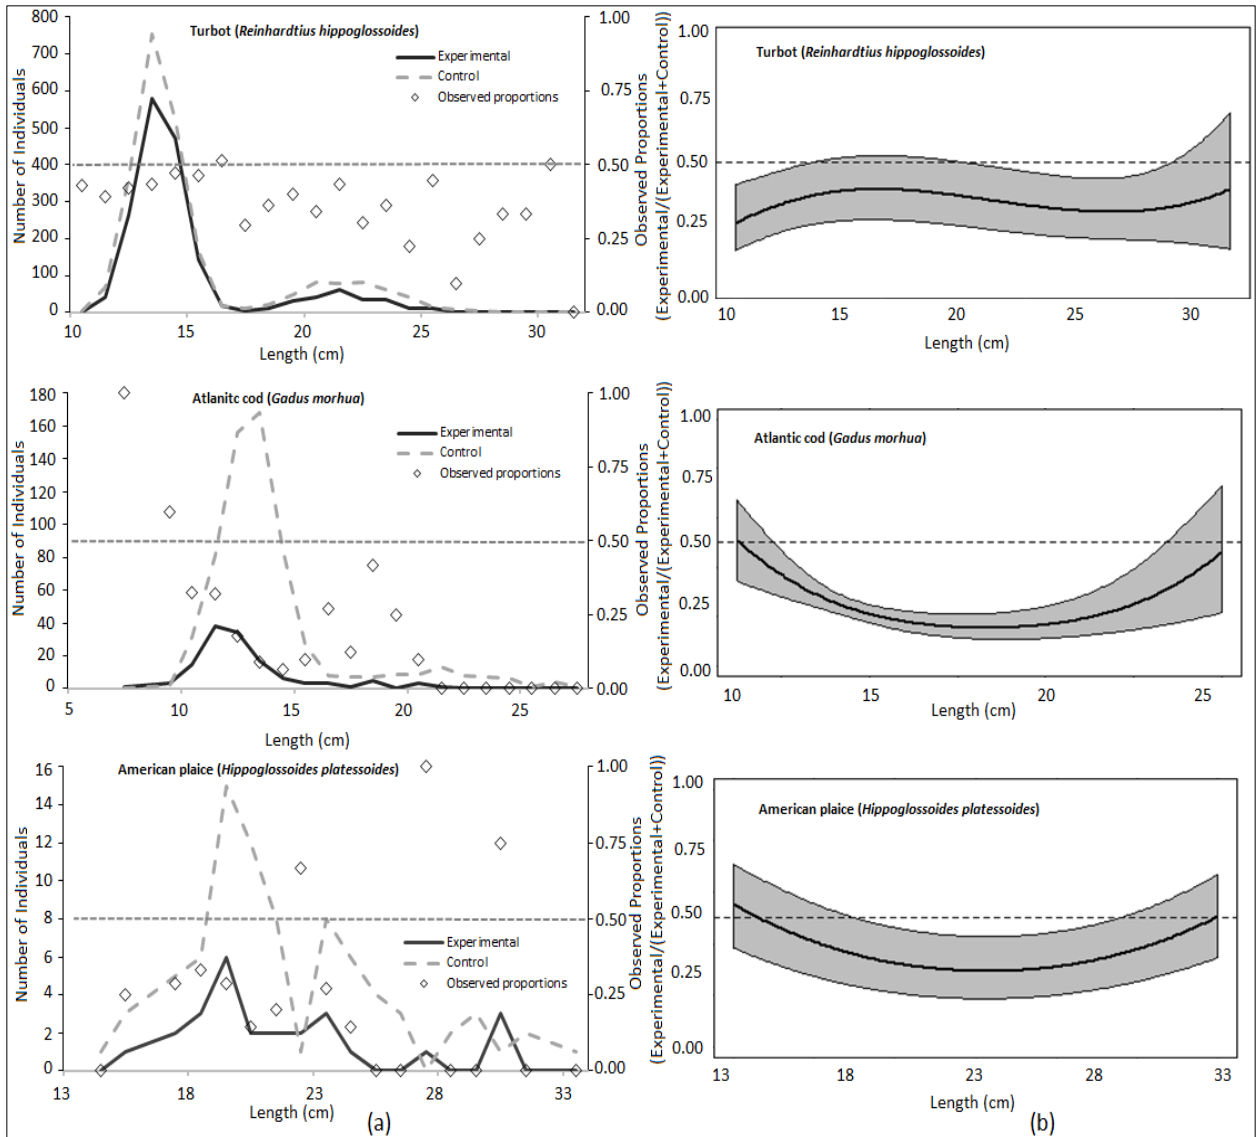 Turbot (Reinhardtius hippoglossoides)
Experimental
Control
Observed proportions
Number of Individuals
800
700
600
500
400
300
200
100
0
10 15 20 25 30
Length (cm)
1.00
0.75
0.50
0.25
0.00
Observed Proportions
Turbot (Reinhardtius hippoglossoides)
(Experimental/(Experimental+Control))
1.00
0.75
0.50
0.25
0.00
10 15 20 25 30
Length (cm)
Atlanitc cod (Gadus morhua)
Experimental
Control
Observed proportions
Number of Individuals
180
160
140
120
100
80
60
40
20
0
5 10 15 20 25
Length (cm)
1.00
0.75
0.50
0.25
0.00
Observed Proportions
Atlantic cod (Gadus morhua)
(Experimental/(Experimental+Control))
1.00
0.75
0.50
0.25
0.00
10 15 20 25
Length (cm)
American plaice (Hippoglossoides platessoides)
Experimental
Control
Observed proportions
Number of Individuals
16
14
12
10
8
6
4
2
0
13 18 23 28 33
Length (cm)
1.00
0.75
0.50
0.25
0.00
Observed Proportions
American plaice (Hippoglossoides platessoides)
(Experimental/(Experimental+Control))
1.00
0.75
0.50
0.25
0.00
13 18 23 28 33
Length (cm)
(a)
(b)